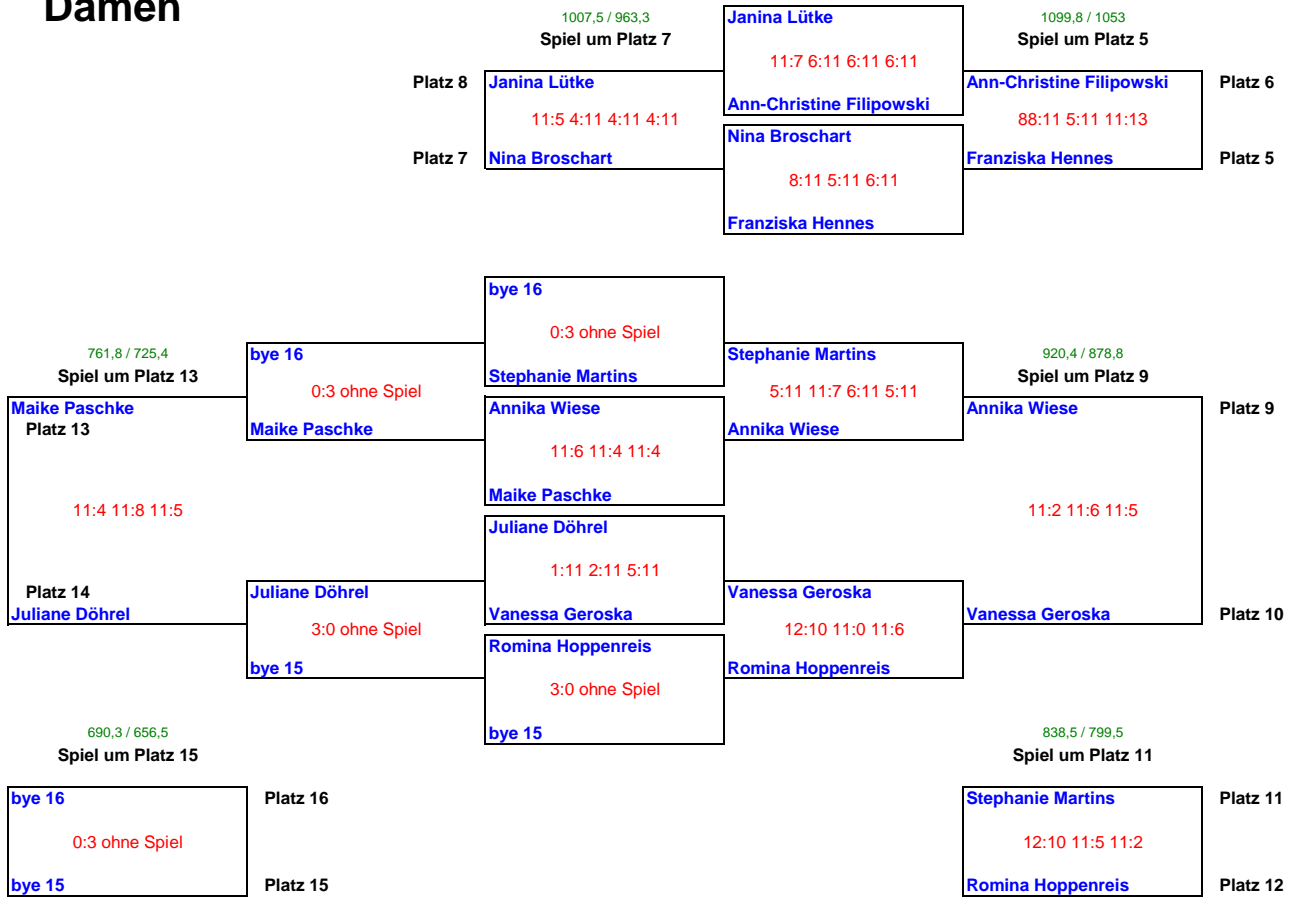 Damen
1007,5 / 963,3
Spiel um Platz 7
Janina Lütke
1099,8 / 1053
Spiel um Platz 5
11:7 6:11 6:11 6:11
Platz 8
Janina Lütke
Ann-Christine Filipowski
Platz 6
Ann-Christine Filipowski
11:5 4:11 4:11 4:11
88:11 5:11 11:13
Nina Broschart
Platz 7
Nina Broschart
Franziska Hennes
Platz 5
8:11 5:11 6:11
Franziska Hennes
bye 16
0:3 ohne Spiel
761,8 / 725,4
bye 16
Stephanie Martins
920,4 / 878,8
Spiel um Platz 13
Stephanie Martins
Spiel um Platz 9
0:3 ohne Spiel
5:11 11:7 6:11 5:11
Maike Paschke
Annika Wiese
Annika Wiese
Platz 9
Platz 13
Maike Paschke
Annika Wiese
11:6 11:4 11:4
Maike Paschke
11:4 11:8 11:5
11:2 11:6 11:5
Juliane Döhrel
1:11 2:11 5:11
Platz 14
Juliane Döhrel
Vanessa Geroska
Juliane Döhrel
Vanessa Geroska
Vanessa Geroska
Platz 10
3:0 ohne Spiel
12:10 11:0 11:6
Romina Hoppenreis
bye 15
Romina Hoppenreis
3:0 ohne Spiel
690,3 / 656,5
bye 15
838,5 / 799,5
Spiel um Platz 15
Spiel um Platz 11
bye 16
Platz 16
Stephanie Martins
Platz 11
0:3 ohne Spiel
12:10 11:5 11:2
bye 15
Platz 15
Romina Hoppenreis
Platz 12